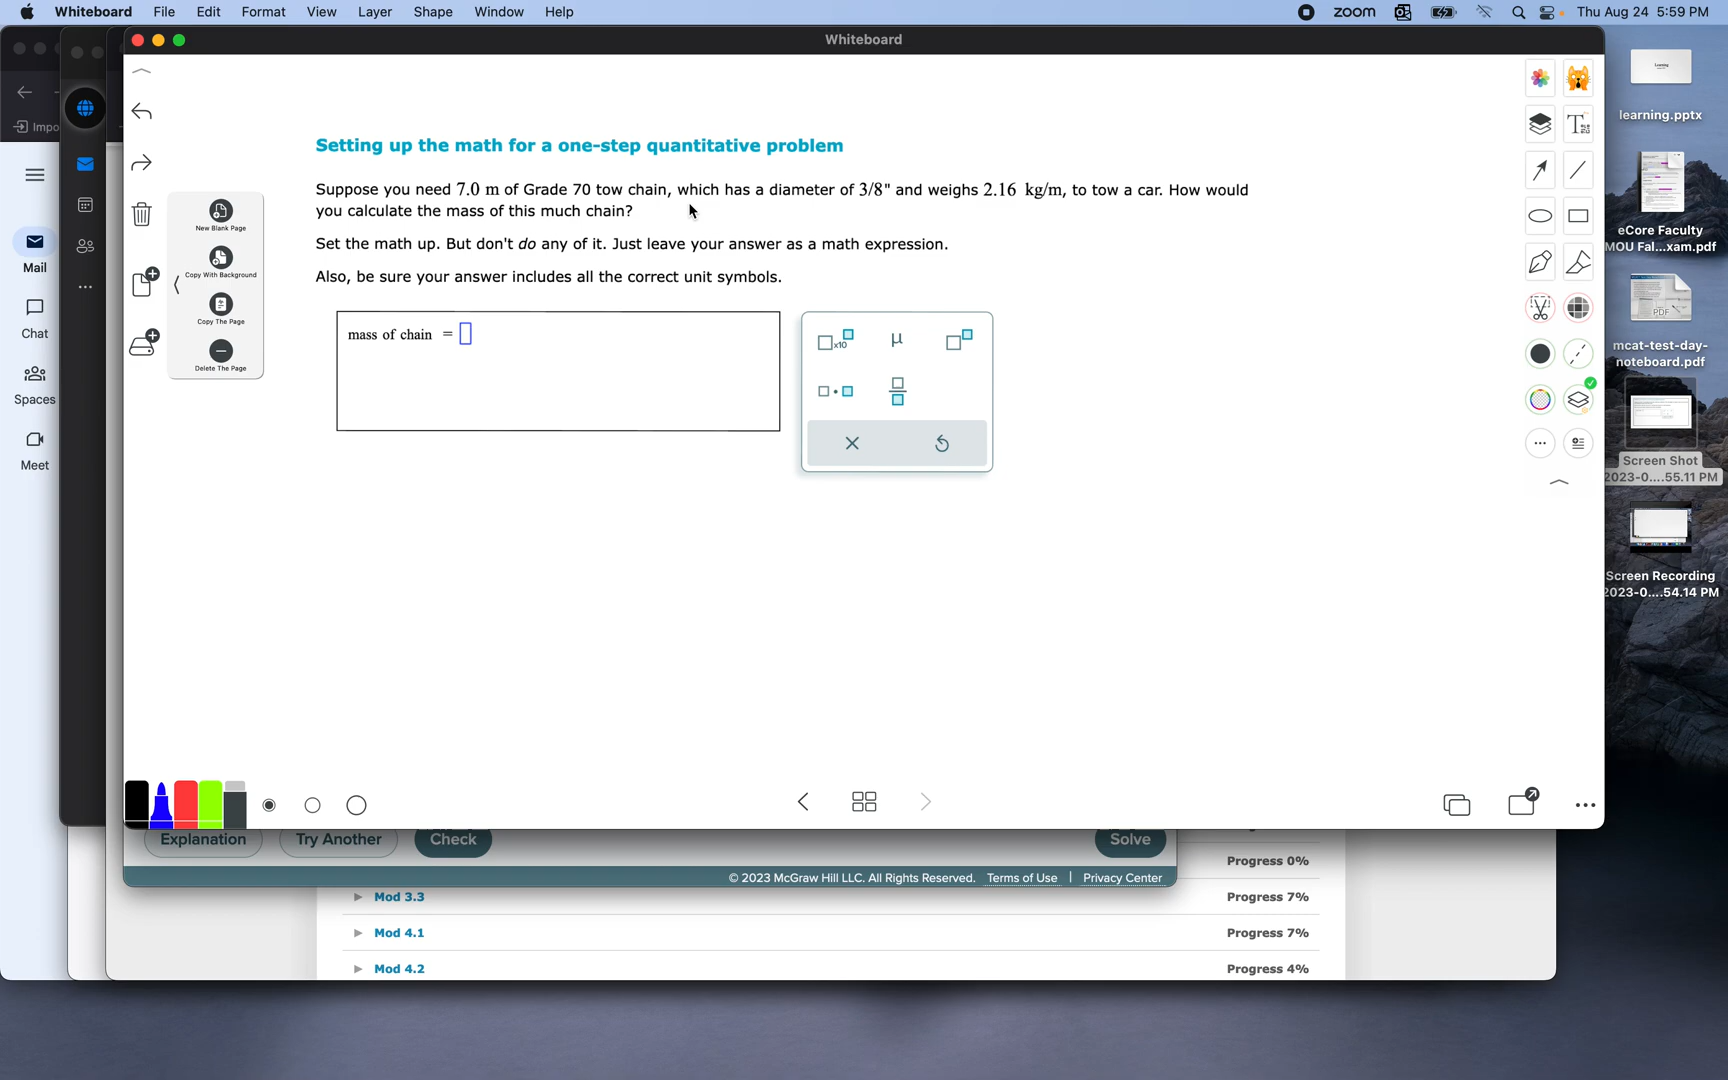 Whiteboard File Edit Format View Layer Shape Window Help zoom Thu Aug 24 5:59 PM
Whiteboard
Impo
Mail
Chat
Spaces
Meet
New Blank Page
Copy With Background
Copy The Page
Delete The Page
Setting up the math for a one-step quantitative problem
Suppose you need 7.0 m of Grade 70 tow chain, which has a diameter of 3/8" and weighs 2.16 kg/m, to tow a car. How would
you calculate the mass of this much chain?
Set the math up. But don't do any of it. Just leave your answer as a math expression.
Also, be sure your answer includes all the correct unit symbols.
mass of chain =
x10 μ
learning.pptx
eCore Faculty
MOU Fal...xam.pdf
PDF
mcat-test-day-
noteboard.pdf
Screen Shot
2023-0....55.11 PM
Screen Recording
2023-0....54.14 PM
Explanation Try Another Check Solve
© 2023 McGraw Hill LLC. All Rights Reserved. Terms of Use | Privacy Center
Progress 0%
Mod 3.3 Progress 7%
Mod 4.1 Progress 7%
Mod 4.2 Progress 4%